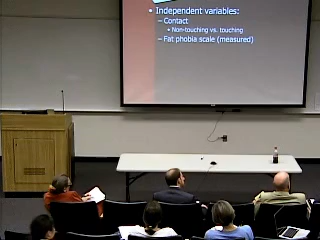 • Independent variables:
– Contact
• Non-touching vs. touching
– Fat phobia scale (measured)